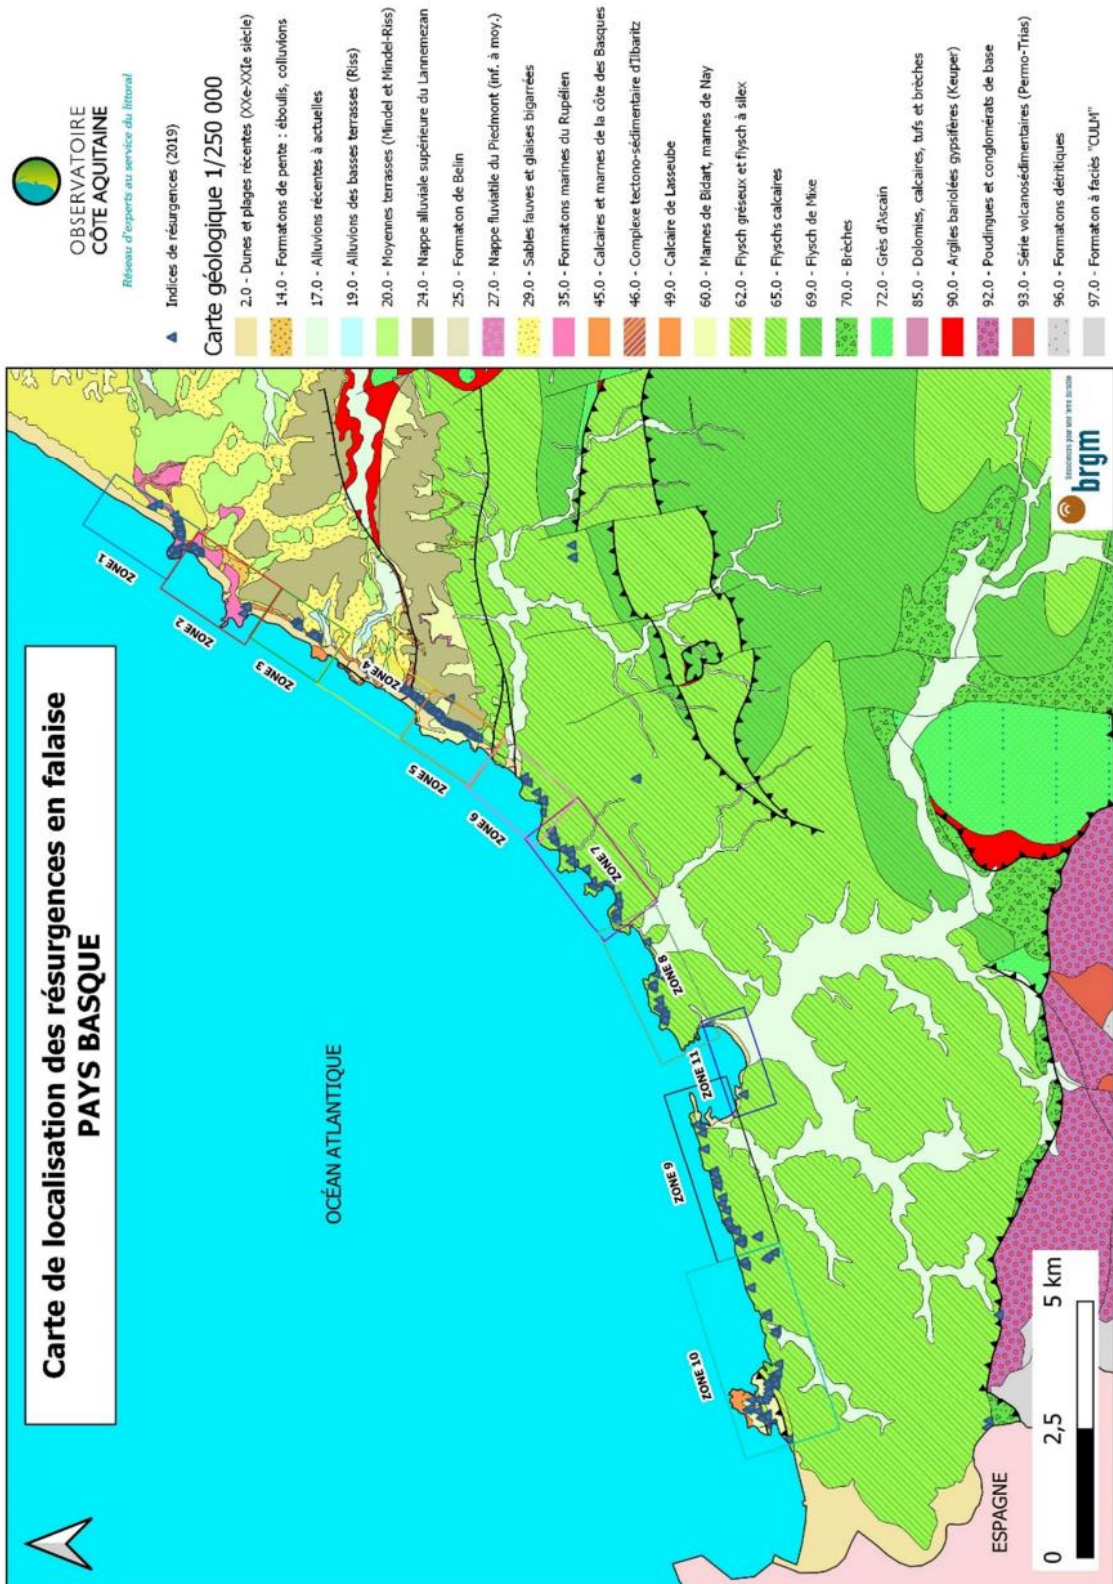 Carte de localisation des résurgences en falaise
PAYS BASQUE
OCÉAN ATLANTIQUE
ZONE 1
ZONE 2
ZONE 3
ZONE 4
ZONE 5
ZONE 6
ZONE 7
ZONE 8
ZONE 11
ZONE 9
ZONE 10
ESPAGNE
0 2,5 5 km
brgm
OBSERVATOIRE
CÔTE AQUITAINE
Réseau d'experts au service du littoral
Indices de résurgences (2019)
Carte géologique 1/250 000
2.0 - Dunes et plages récentes (XXe-XXIe siècle)
14.0 - Formatons de pente : éboulis, colluvions
17.0 - Alluvions récentes à actuelles
19.0 - Alluvions des basses terrasses (Riss)
20.0 - Moyennes terrasses (Mindel et Mindel-Riss)
24.0 - Nappe alluviale supérieure du Lannemezan
25.0 - Formation de Belin
27.0 - Nappe fluviatile du Piedmont (inf. à moy.)
29.0 - Sables fauves et glaises bigarrées
35.0 - Formations marines du Rupélien
45.0 - Calcaires et marnes de la côte des Basques
46.0 - Complexe tectono-sédimentaire d'Ilbaritz
49.0 - Calcaire de Lasseube
60.0 - Marnes de Bidart, marnes de Nay
62.0 - Flysch gréseux et flysch à silex
65.0 - Flyschs calcaires
69.0 - Flysch de Mixe
70.0 - Brèches
72.0 - Grès d'Ascain
85.0 - Dolomies, calcaires, tufs et brèches
90.0 - Argiles bariolées gypsifères (Keuper)
92.0 - Poudingues et conglomérats de base
93.0 - Série volcanosédimentaires (Permo-Trias)
96.0 - Formations détritiques
97.0 - Formation à faciès "CULM"